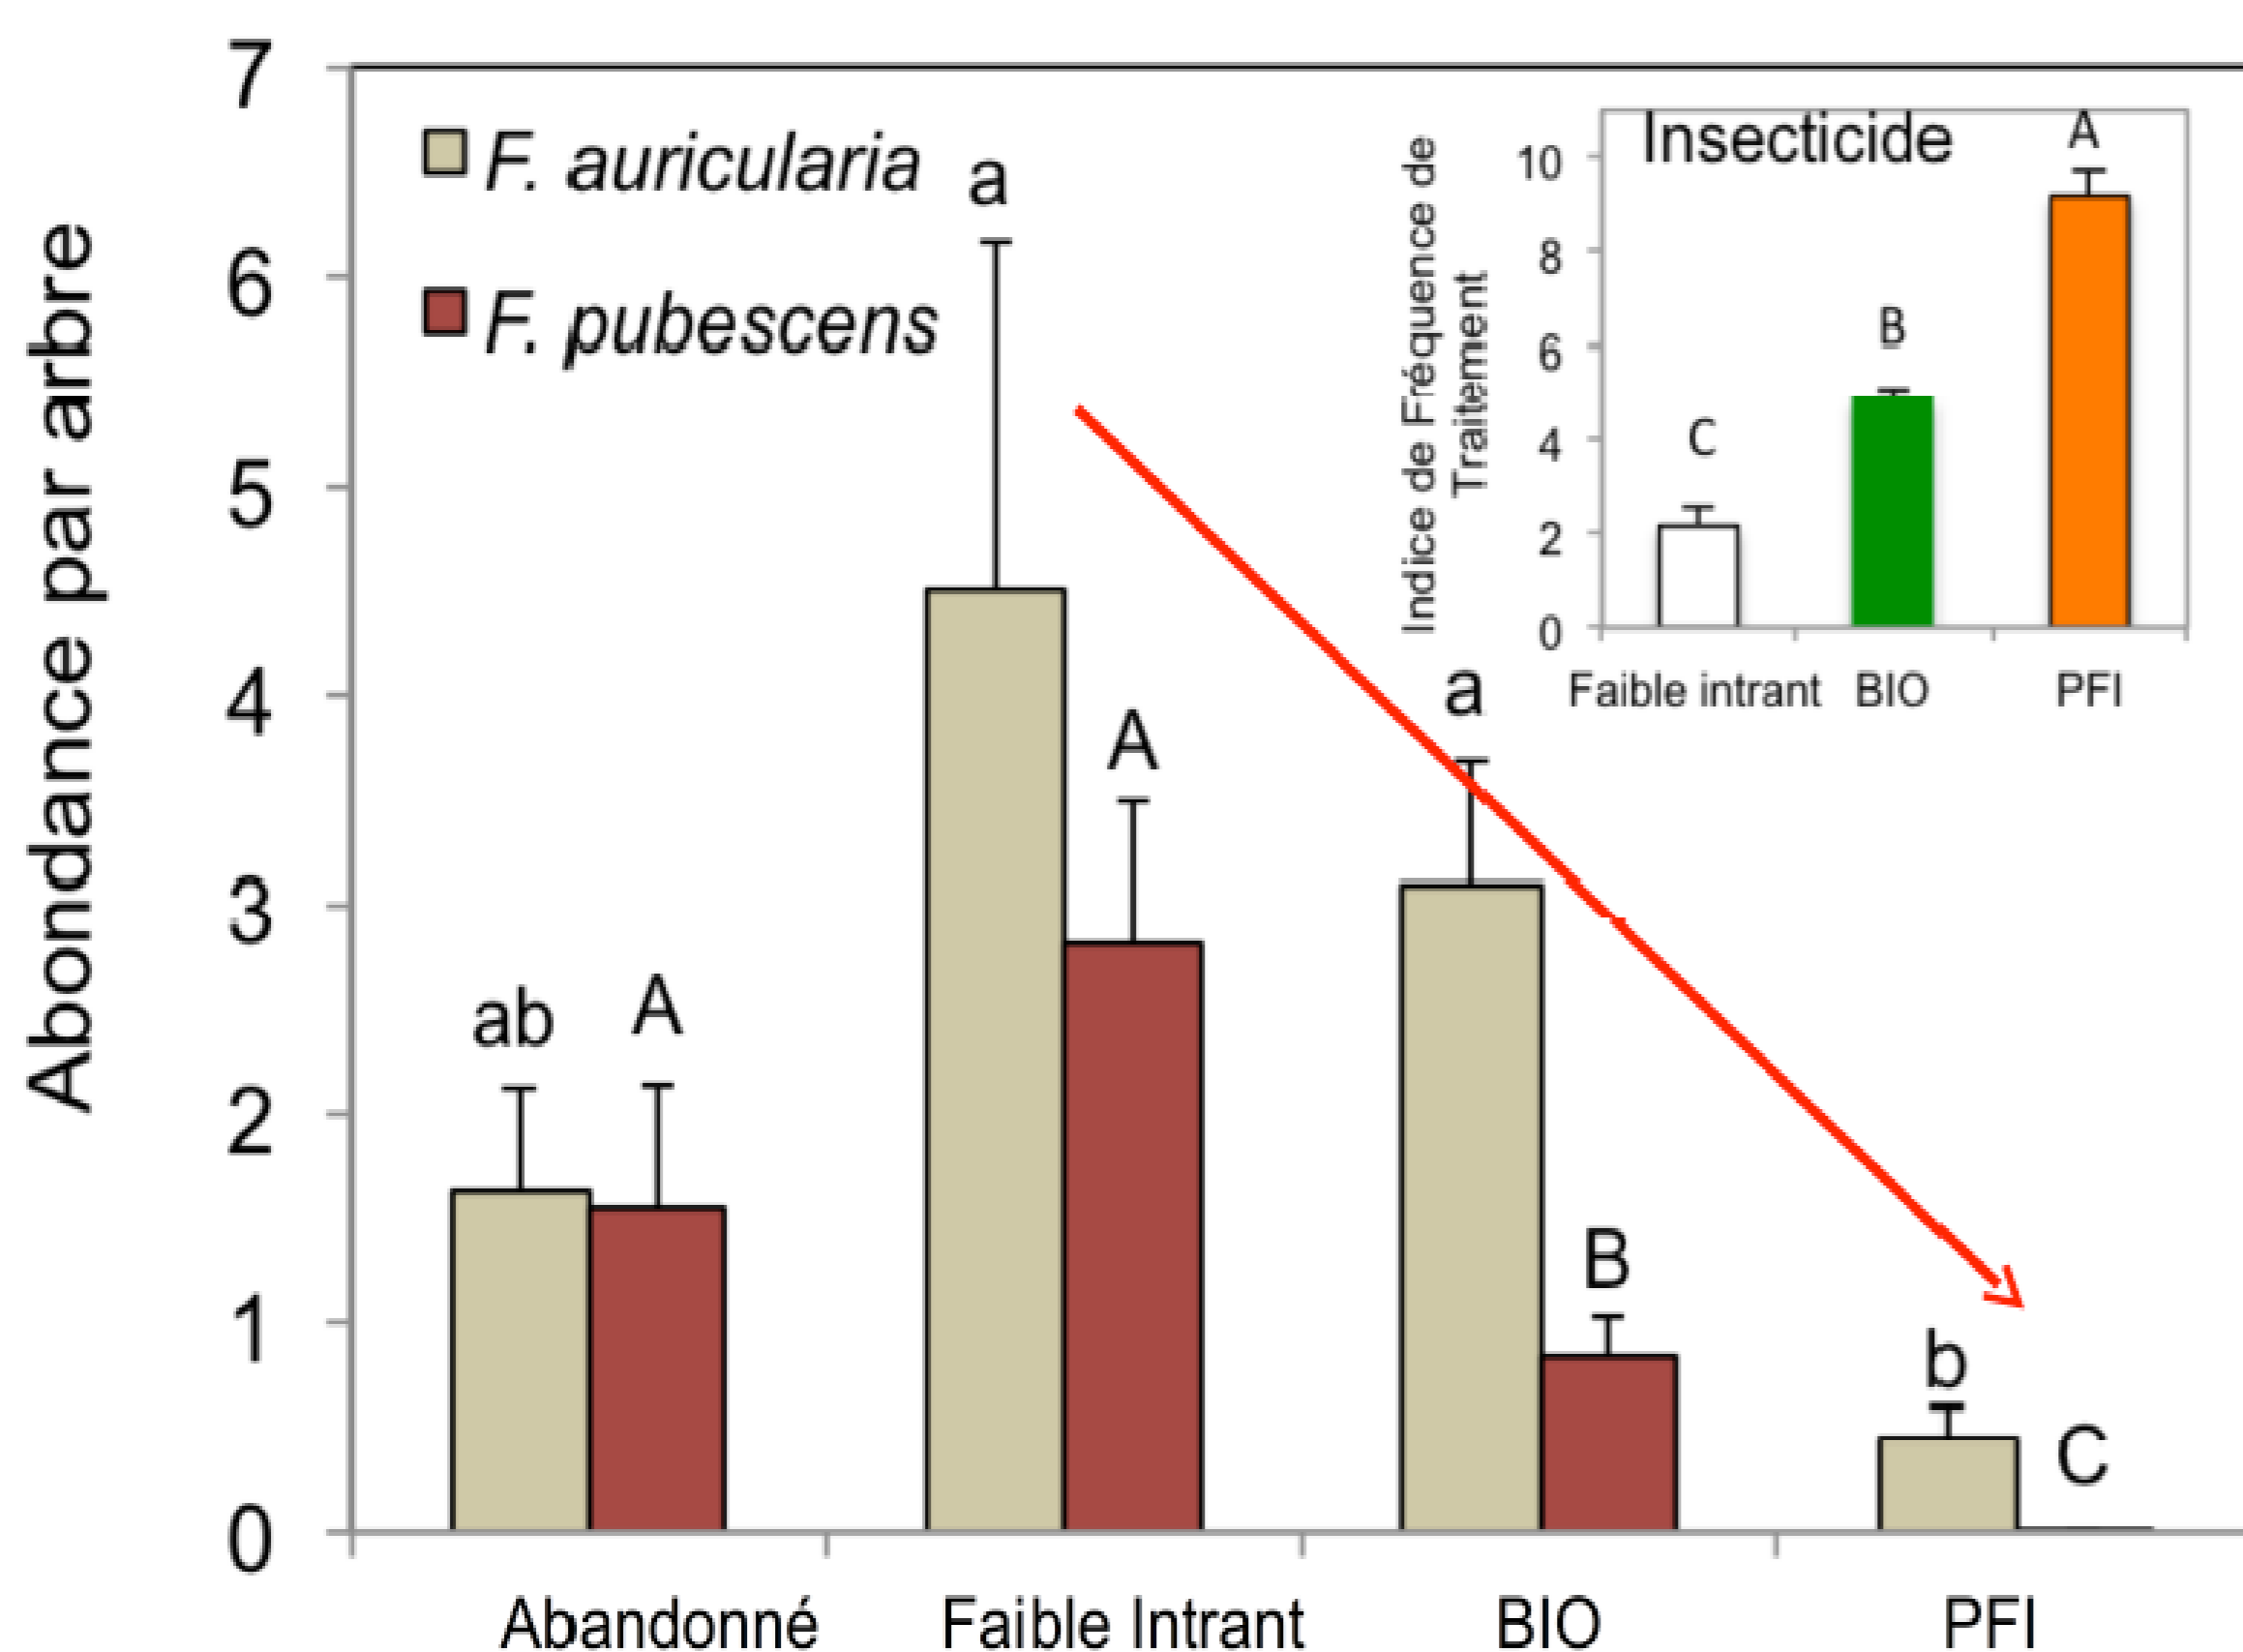 Abondance par arbre
7
6
5
4
3
2
1
0
F. auricularia
F. pubescens
ab
A
a
A
a
B
b
C
Abandonné
Faible Intrant
BIO
PFI
Insecticide
Indice de Fréquence de
Traitement
10
8
6
4
2
0
C
B
A
Faible intrant
BIO
PFI